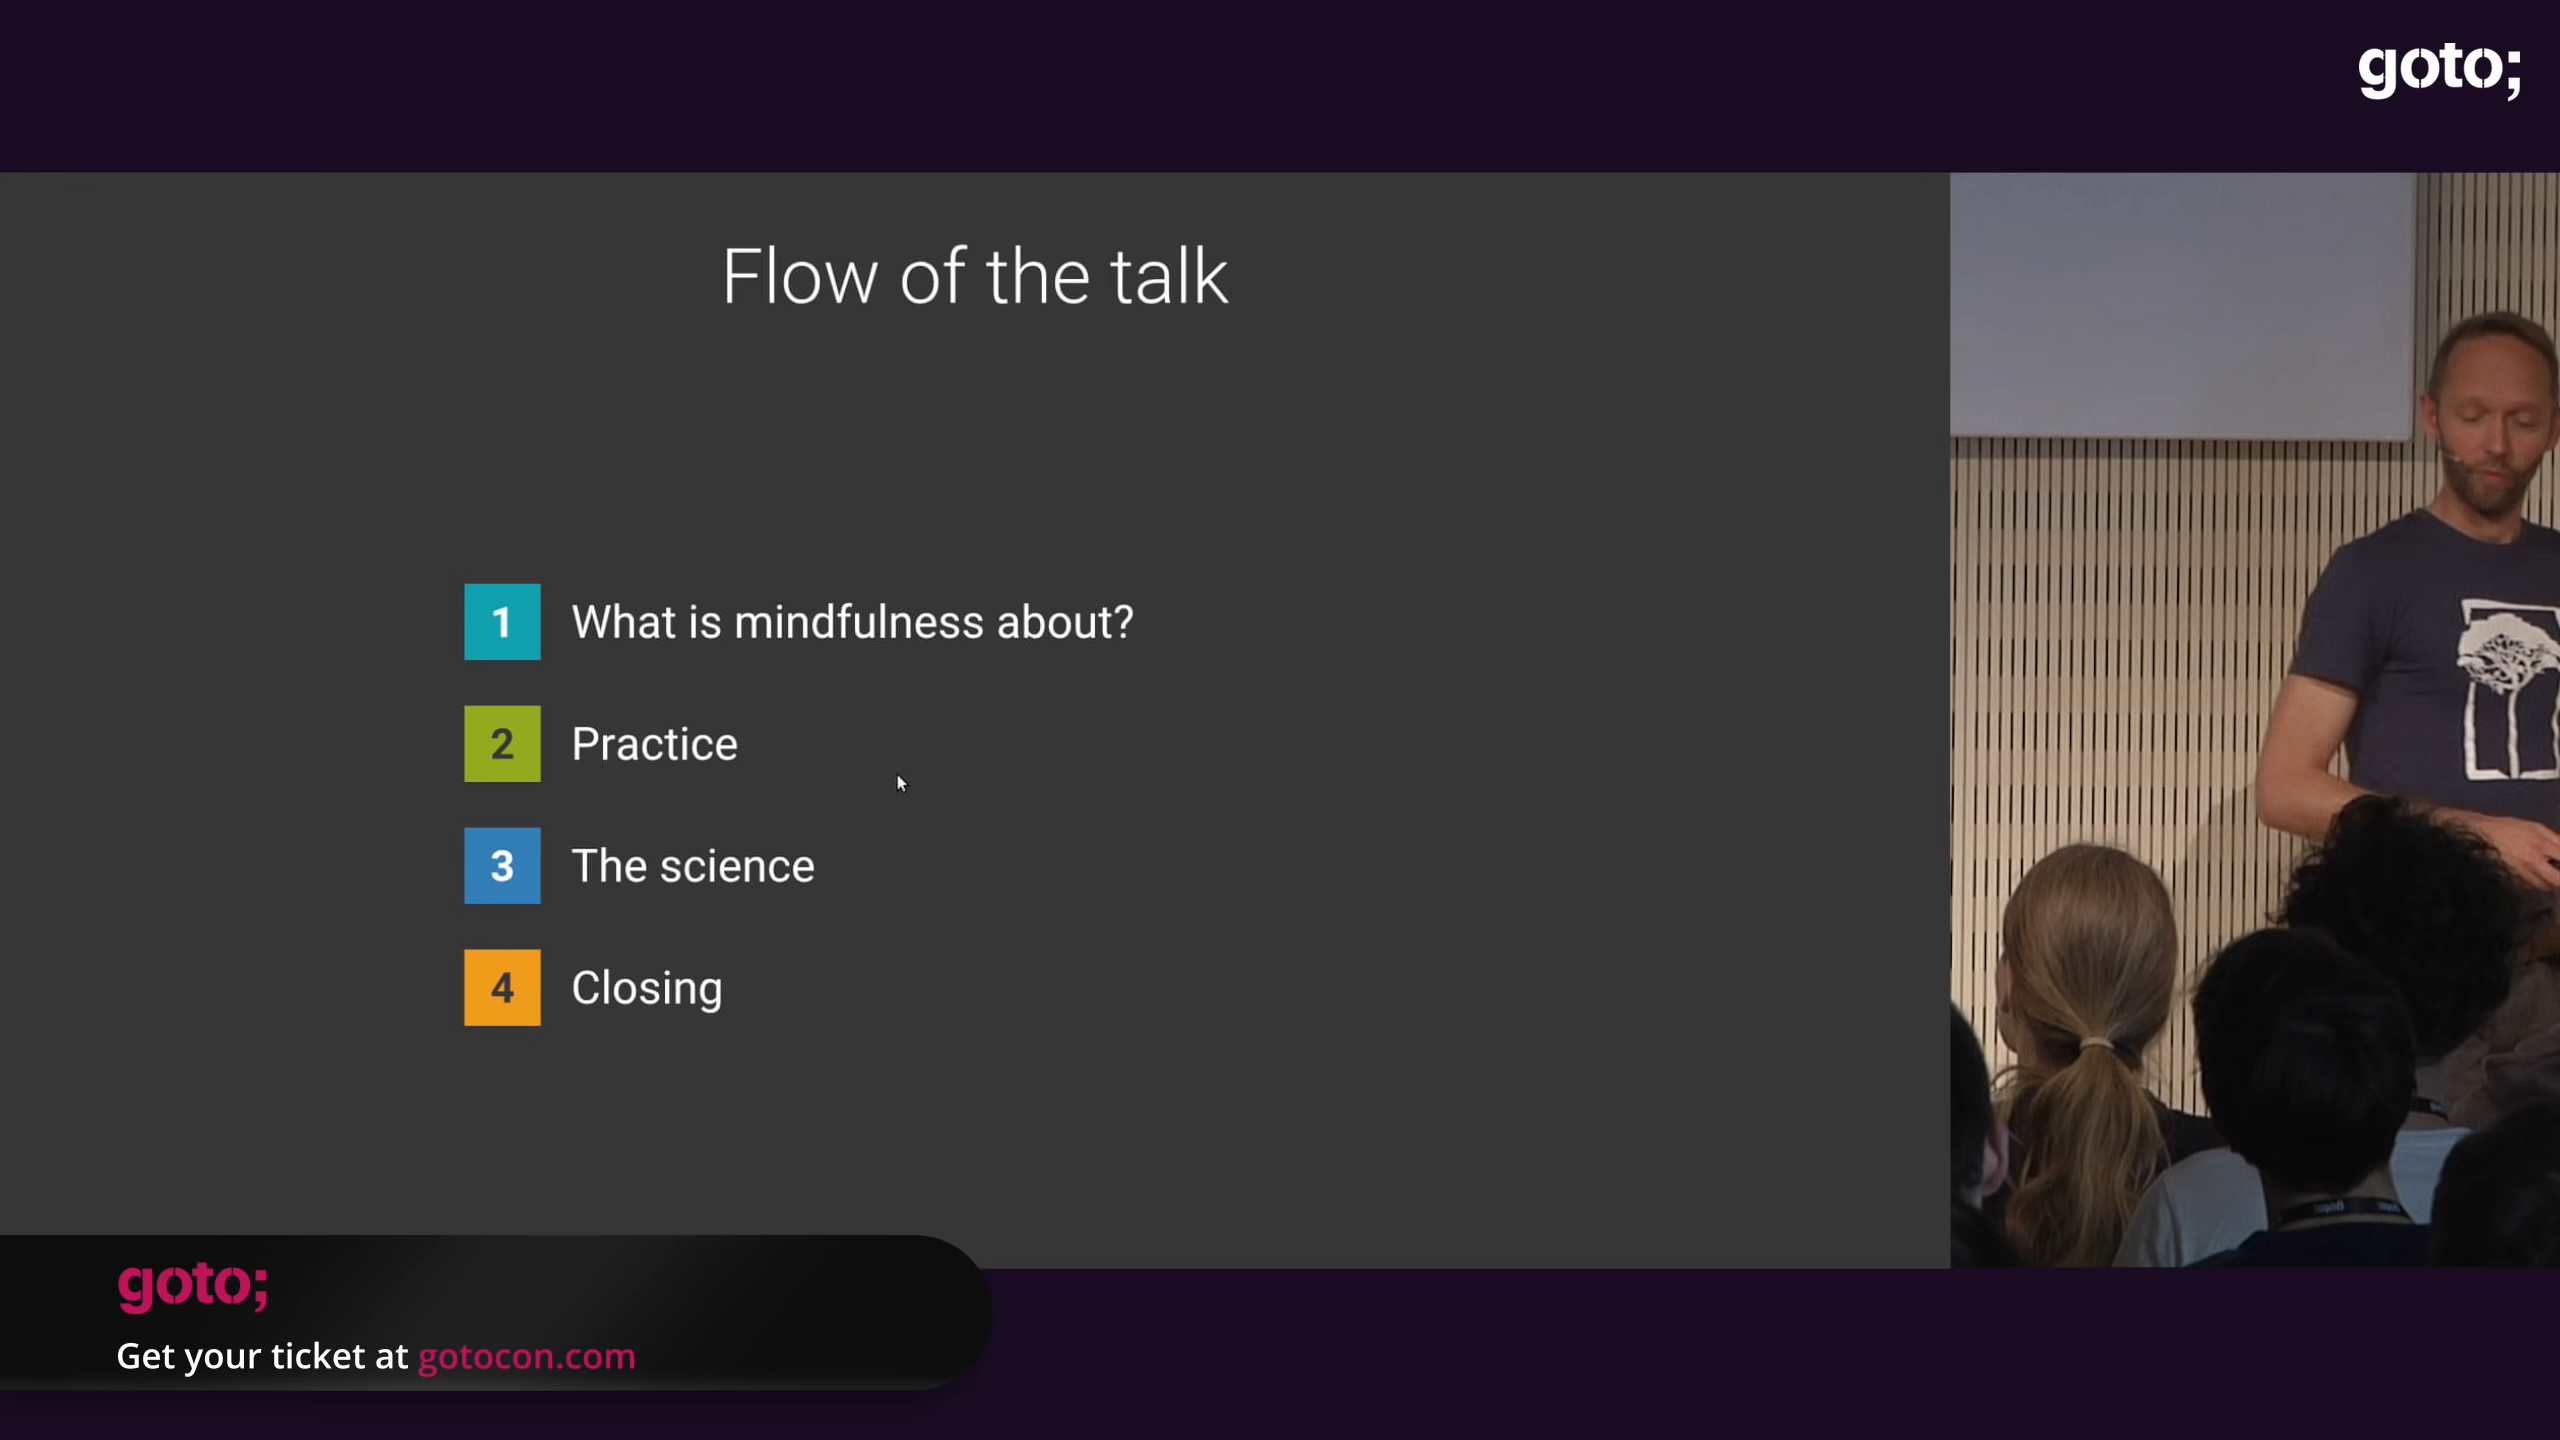 goto;
Flow of the talk
1 What is mindfulness about?
2 Practice
3 The science
4 Closing
goto;
Get your ticket at gotocon.com